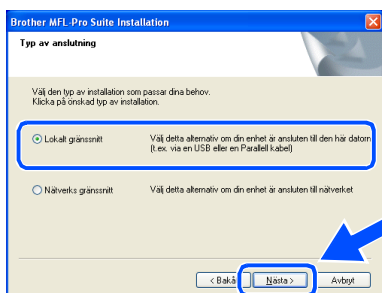 Brother MFL-Pro Suite Installation
Typ av anslutning
Välj den typ av installation som passar dina behov.
Klicka på önskad typ av installation.
Lokalt gränssnitt
Välj detta alternativ om din enhet är ansluten till den här datorn
(t.ex. via en USB eller en Parallell kabel)
Nätverks gränssnitt
Välj detta alternativ om din enhet är ansluten till nätverket
< Bakå
Nästa >
Avbryt